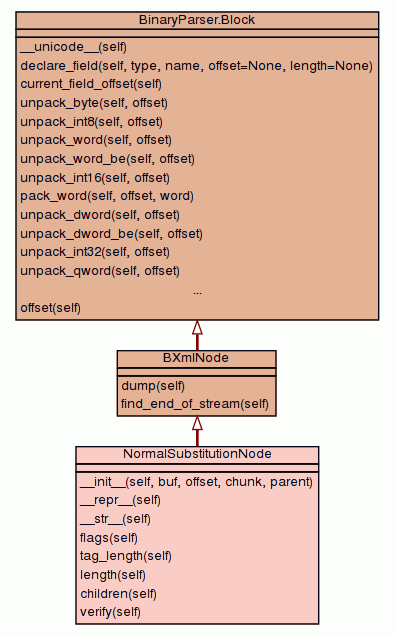 BinaryParser.Block
__unicode__(self)
declare_field(self, type, name, offset=None, length=None)
current_field_offset(self)
unpack_byte(self, offset)
unpack_int8(self, offset)
unpack_word(self, offset)
unpack_word_be(self, offset)
unpack_int16(self, offset)
pack_word(self, offset, word)
unpack_dword(self, offset)
unpack_dword_be(self, offset)
unpack_int32(self, offset)
unpack_qword(self, offset)
...
offset(self)
BXmlNode
dump(self)
find_end_of_stream(self)
NormalSubstitutionNode
__init__(self, buf, offset, chunk, parent)
__repr__(self)
__str__(self)
flags(self)
tag_length(self)
length(self)
children(self)
verify(self)